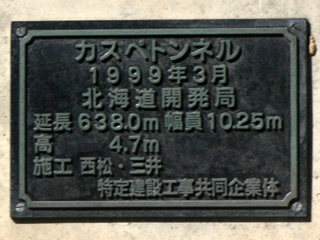 カスペトンネル
1999年3月
北海道開発局
延長 638.0m 幅員 10.25m
高 4.7m
施工 西松・三井
特定建設工事共同企業体